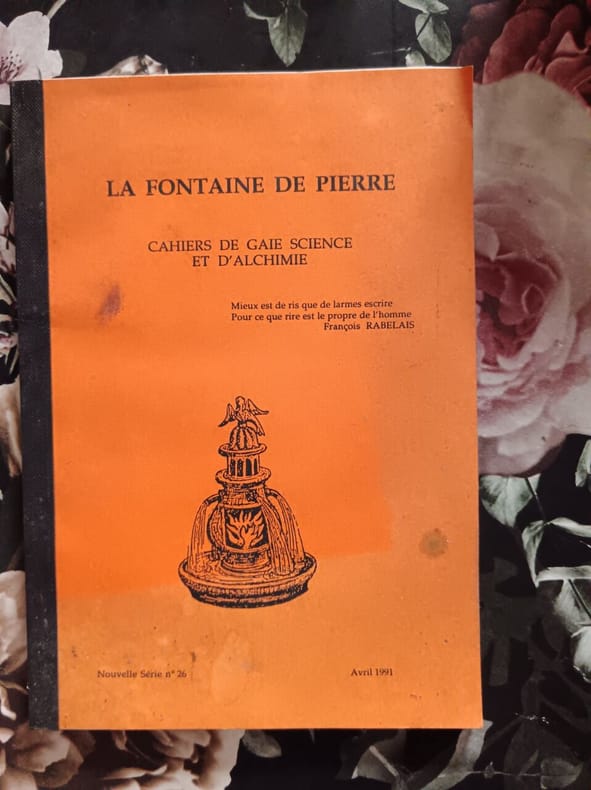 LA FONTAINE DE PIERRE
CAHIERS DE GAIE SCIENCE
ET D'ALCHIMIE
Mieux est de ris que de larmes escrire
Pour ce que rire est le propre de l'homme
François RABELAIS
Nouvelle Série n° 26
Avril 1991